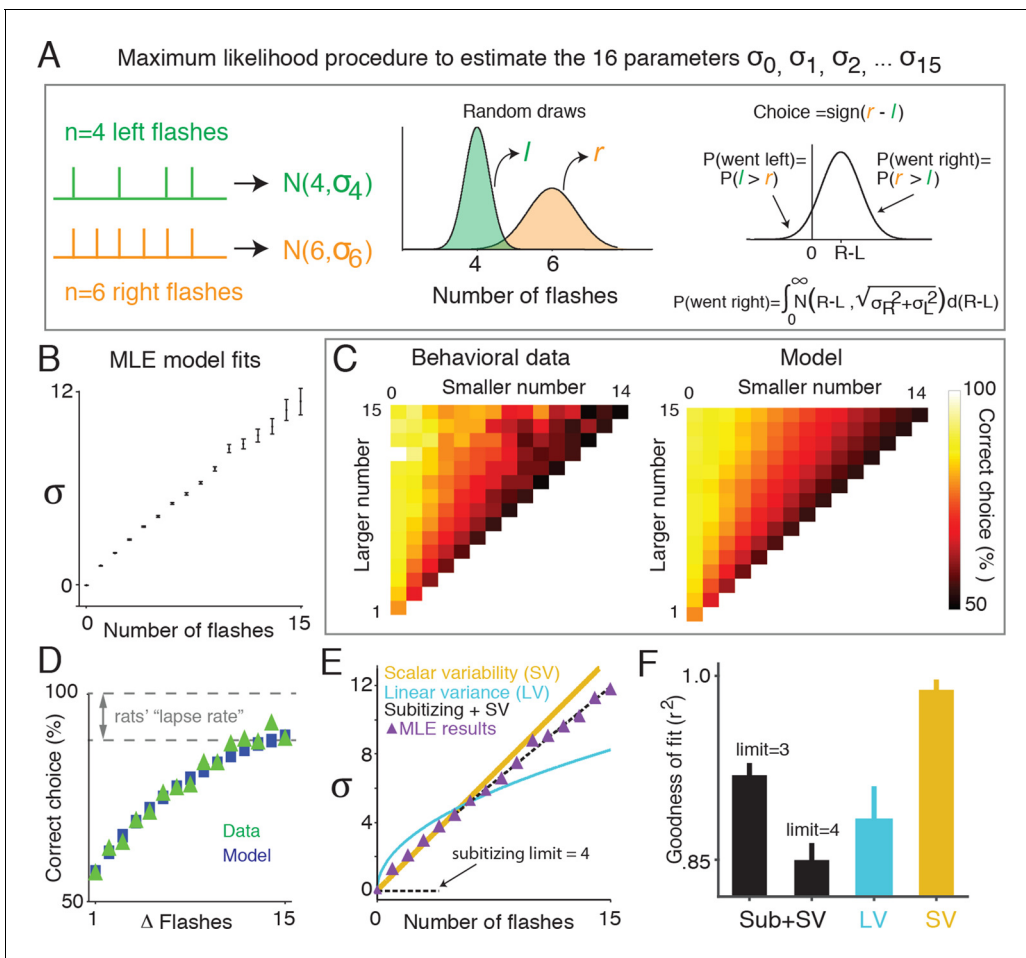 A
Maximum likelihood procedure to estimate the 16 parameters σ0, σ1, σ2, ... σ15
n=4 left flashes
N(4,σ4)
N(6,σ6)
n=6 right flashes
Random draws
l
r
4
6
Number of flashes
Choice =sign(r - l)
P(went left)=
P(l > r)
P(went right)=
P(r > l)
0
R-L
P(went right)=∫0∞N(R-L ,√σR2+σL2)d(R-L)
B
MLE model fits
12
σ
0
0
15
Number of flashes
C
Behavioral data
Smaller number
0
14
15
Larger number
1
Model
0
14
Smaller number
15
Larger number
1
100
Correct choice (%)
50
D
100
rats' "lapse rate"
Correct choice (%)
Data
Model
50
1
15
Δ Flashes
E
Scalar variability (SV)
Linear variance (LV)
Subitizing + SV
MLE results
12
8
σ
4
0
subitizing limit = 4
0
15
Number of flashes
F
1.0
Goodness of fit (r2)
.85
limit=3
limit=4
Sub+SV
LV
SV